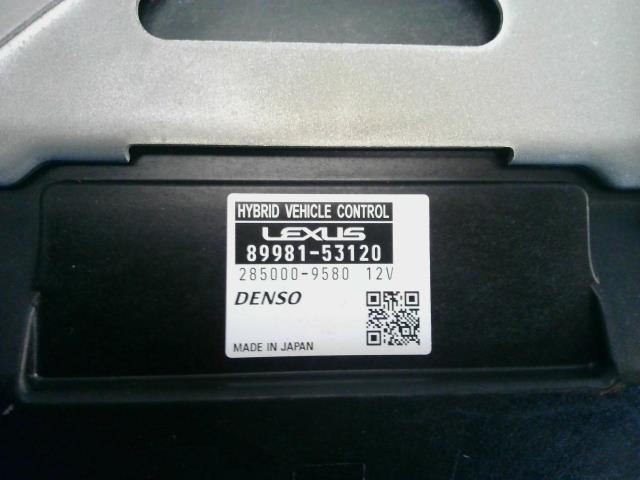 HYBRID VEHICLE CONTROL
LEXUS
89981-53120
285000-9580 12V
DENSO
MADE IN JAPAN